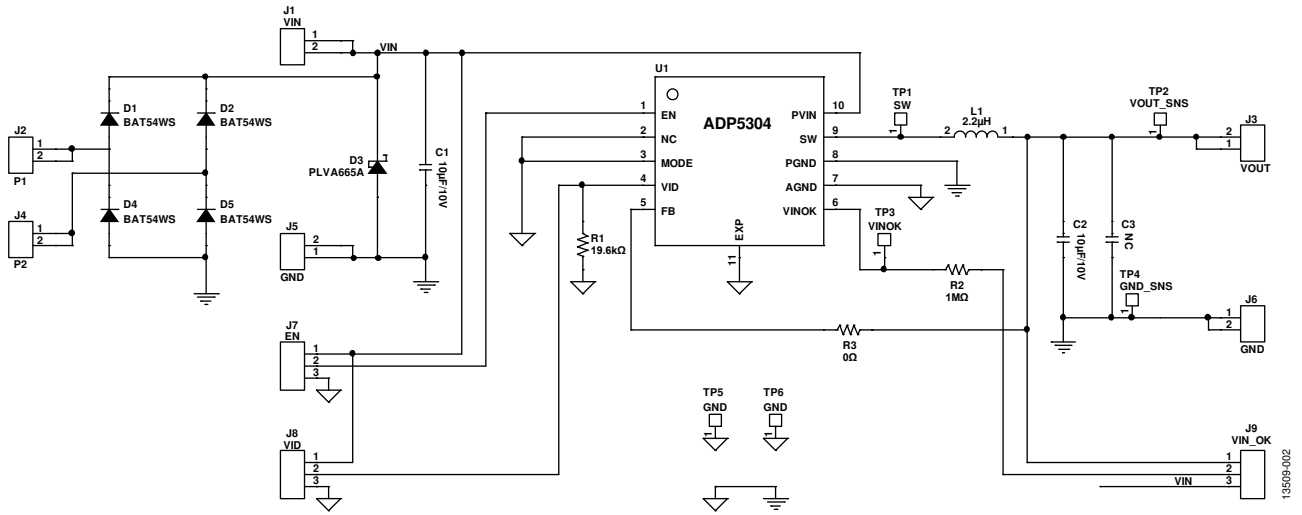 J1
VIN
1
2
VIN
D1
BAT54WS
D2
BAT54WS
J2
1
2
P1
D3
PLVA665A
C1
10µF/10V
J4
1
2
P2
D4
BAT54WS
D5
BAT54WS
J5
2
1
GND
U1
ADP5304
1
EN
2
NC
3
MODE
4
VID
5
FB
PVIN
10
SW
9
PGND
8
AGND
7
VINOK
6
EXP
11
R1
19.6kΩ
TP1
SW
1
L1
2.2µH
2
1
TP2
VOUT_SNS
1
J3
2
1
VOUT
TP3
VINOK
1
R2
1MΩ
C2
10µF/10V
C3
NC
TP4
GND_SNS
1
J6
1
2
GND
R3
0Ω
J7
EN
1
2
3
J8
VID
1
2
3
TP5
GND
1
TP6
GND
1
J9
VIN_OK
1
2
3
VIN
13509-002